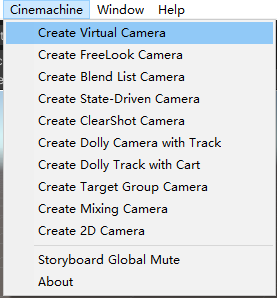 Cinemachine Window Help
Create Virtual Camera
Create FreeLook Camera
Create Blend List Camera
Create State-Driven Camera
Create ClearShot Camera
Create Dolly Camera with Track
Create Dolly Track with Cart
Create Target Group Camera
Create Mixing Camera
Create 2D Camera
Storyboard Global Mute
About